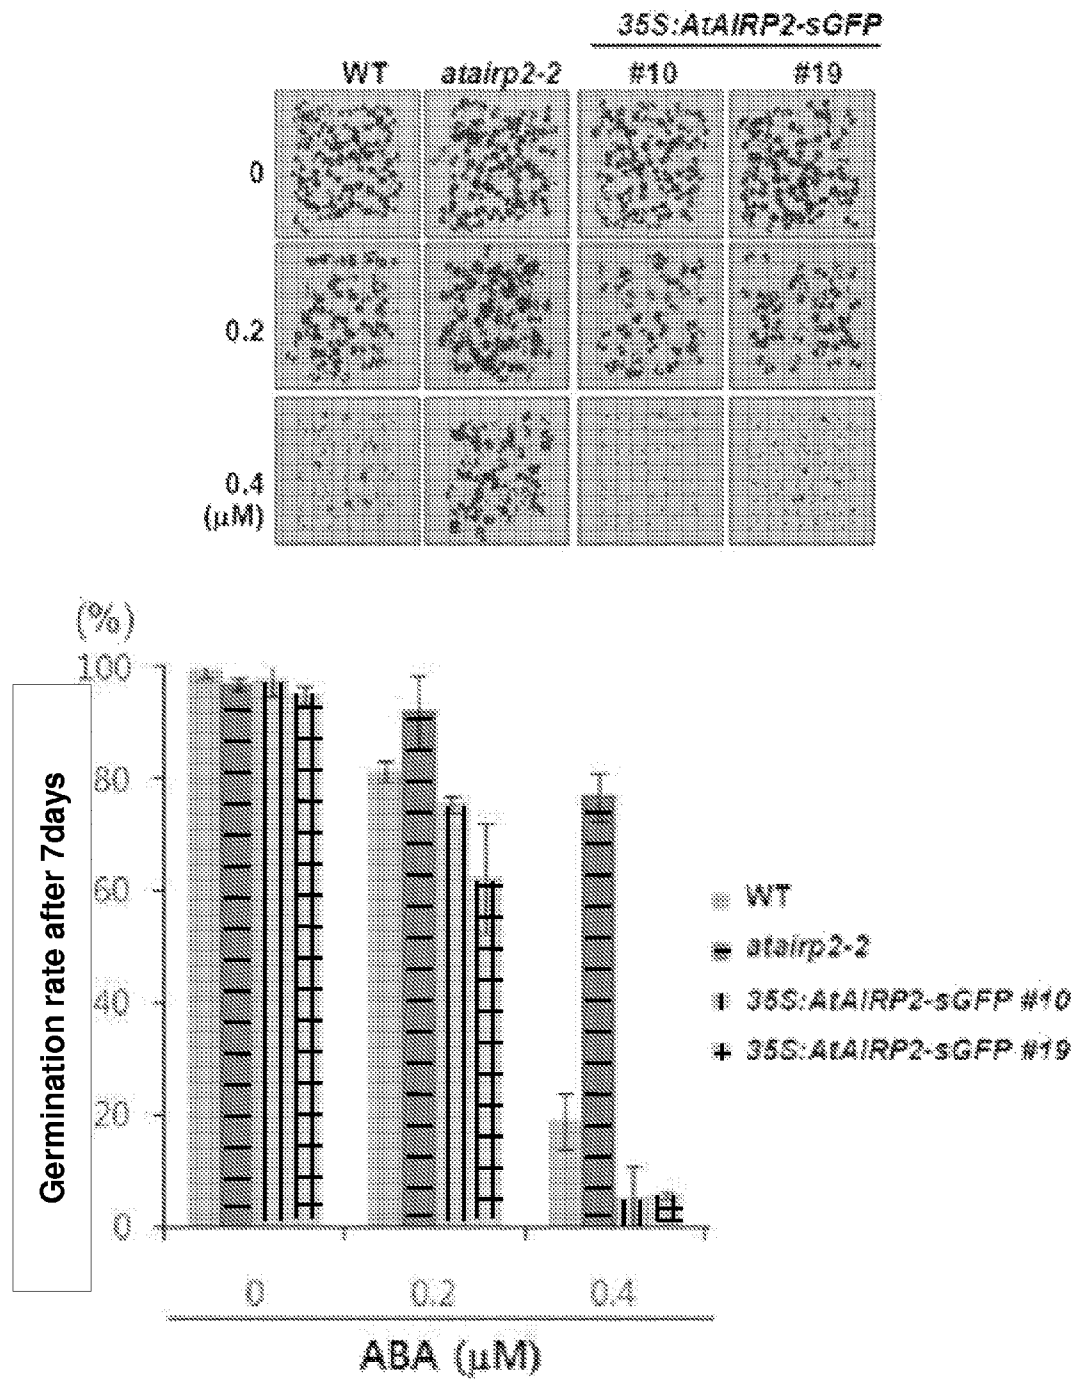 35S:AtAIRP2-sGFP
WT atairp2-2 #10 #19
0
0.2
0.4
(µM)
(%)
100
80
60
40
20
0
Germination rate after 7days
WT
atairp2-2
35S:AtAIRP2-sGFP #10
35S:AtAIRP2-sGFP #19
0 0.2 0.4
ABA (µM)